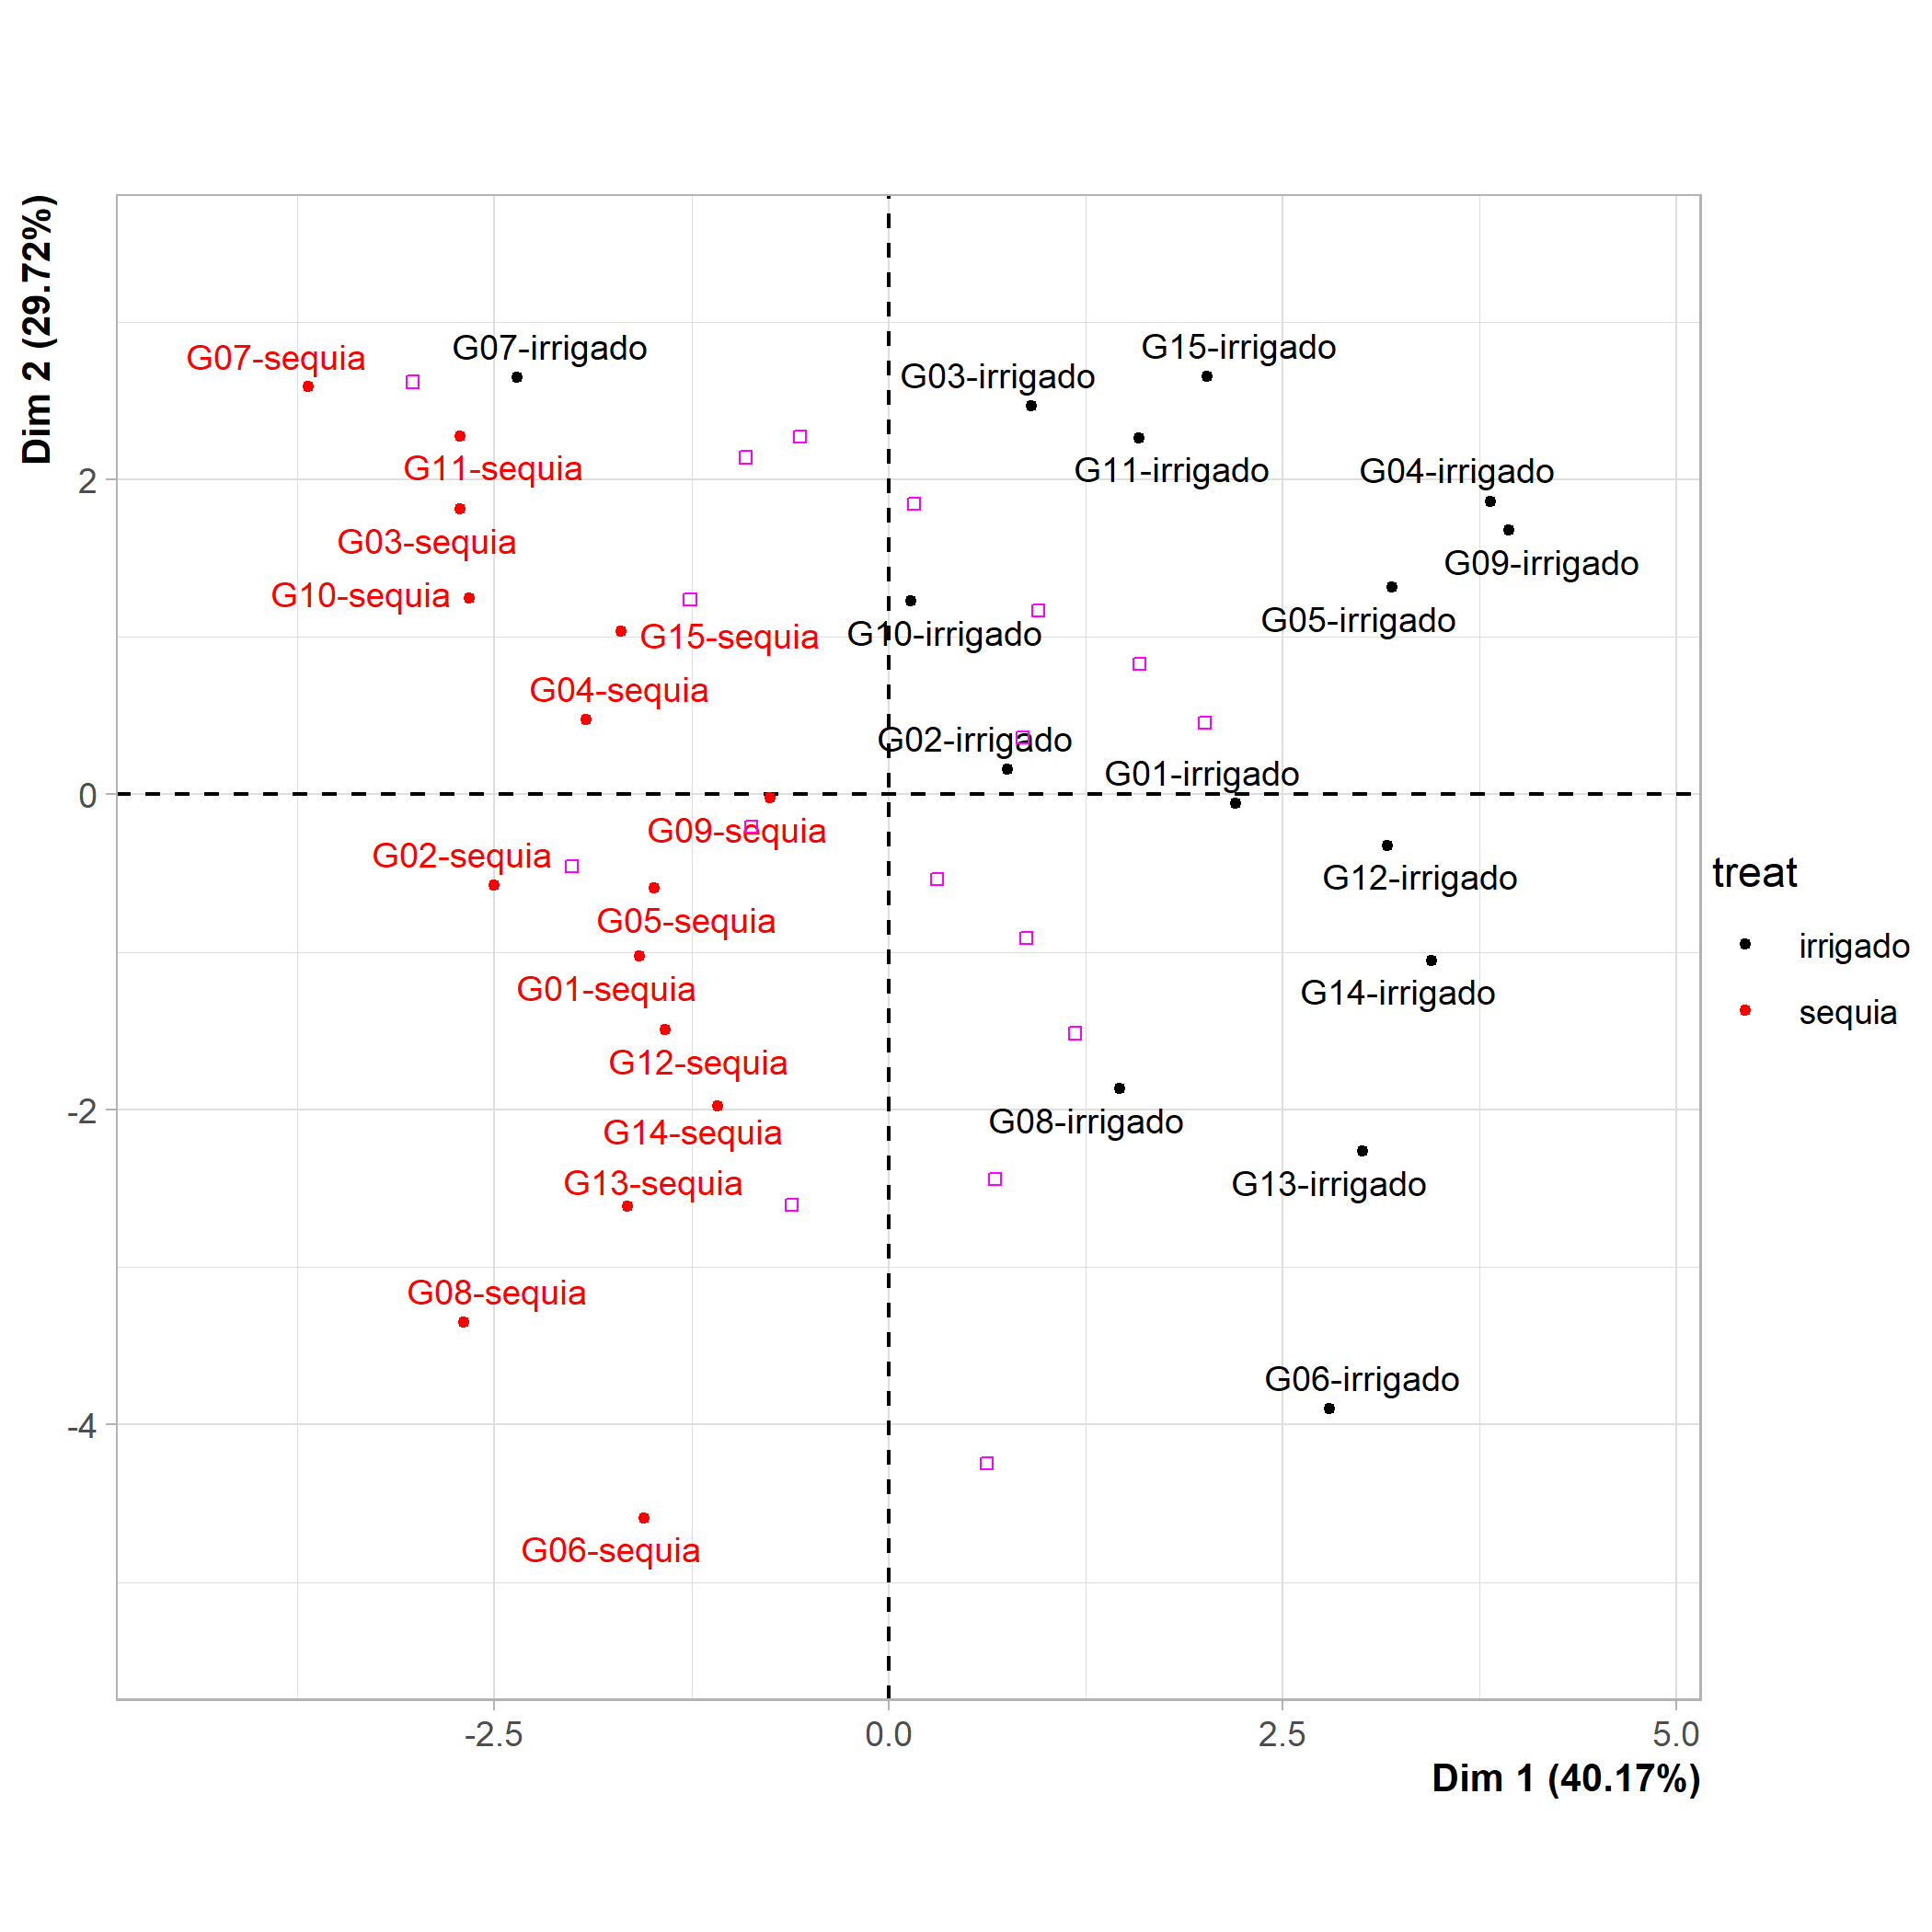 Dim 2 (29.72%)
G07-sequia
G07-irrigado
G15-irrigado
G03-irrigado
G11-sequia
G11-irrigado
G04-irrigado
2
G03-sequia
G09-irrigado
G10-sequia
G05-irrigado
G15-sequia
G10-irrigado
G04-sequia
G02-irrigado
G01-irrigado
0
G09-sequia
G02-sequia
G12-irrigado
treat
G05-sequia
irrigado
G01-sequia
G14-irrigado
sequia
G12-sequia
-2
G08-irrigado
G14-sequia
G13-sequia
G13-irrigado
G08-sequia
G06-irrigado
-4
G06-sequia
-2.5
0.0
2.5
5.0
Dim 1 (40.17%)